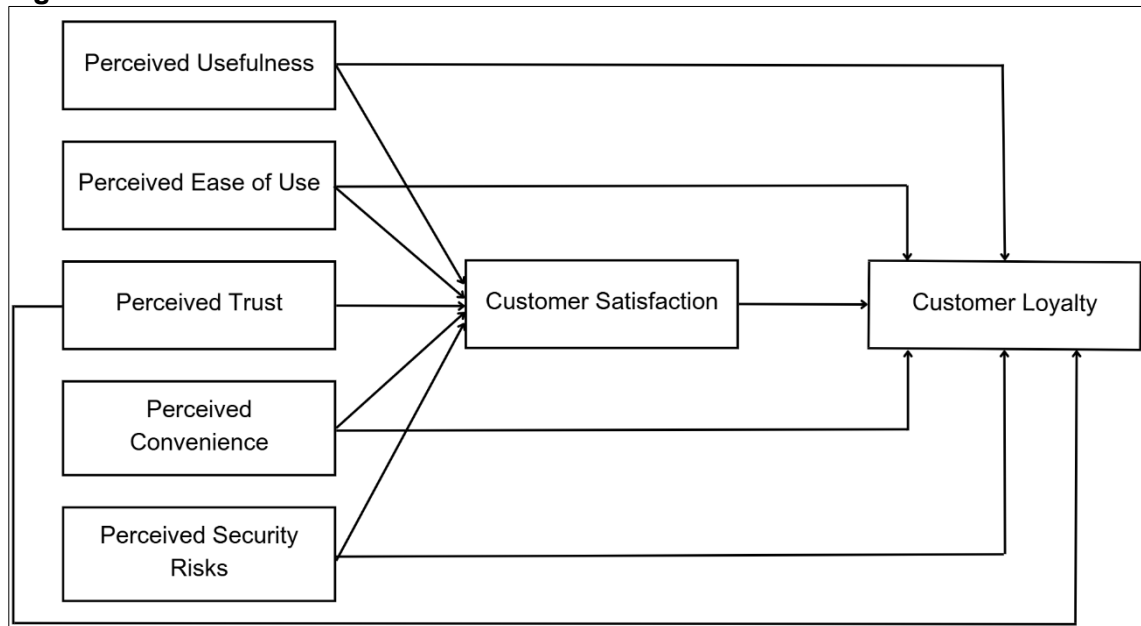 Perceived Usefulness
Perceived Ease of Use
Perceived Trust
Perceived
Convenience
Perceived Security
Risks
Customer Satisfaction
Customer Loyalty